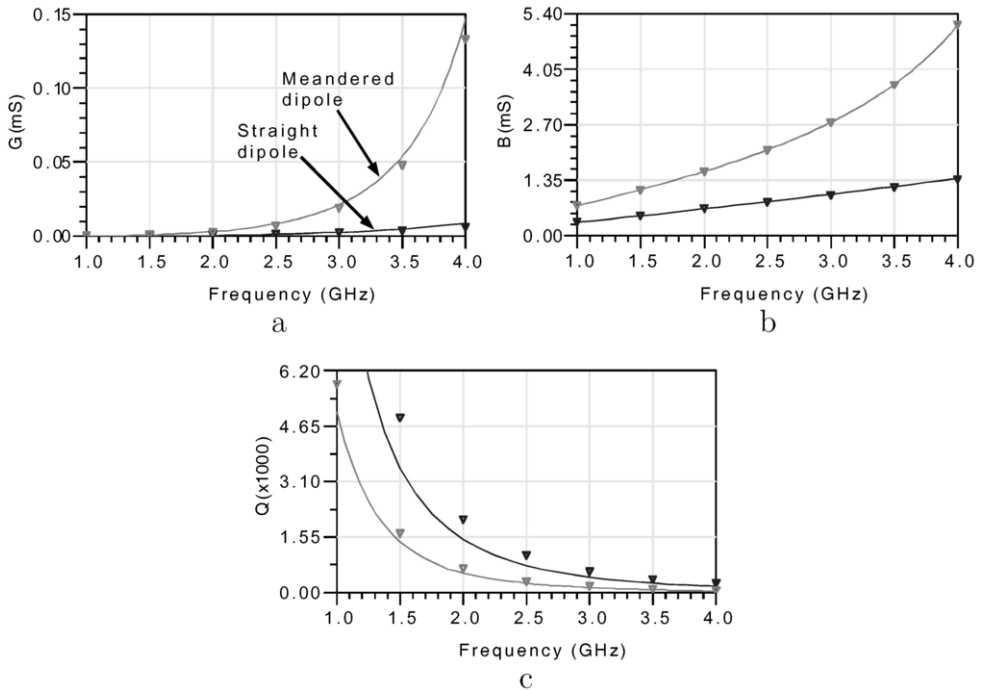 0.15
0.10
0.05
0.00
G(mS)
Meandered
dipole
Straight
dipole
1.0 1.5 2.0 2.5 3.0 3.5 4.0
Frequency (GHz)
a
5.40
4.05
2.70
1.35
0.00
B(mS)
1.0 1.5 2.0 2.5 3.0 3.5 4.0
Frequency (GHz)
b
6.20
4.65
3.10
1.55
0.00
Q(x1000)
1.0 1.5 2.0 2.5 3.0 3.5 4.0
Frequency (GHz)
c